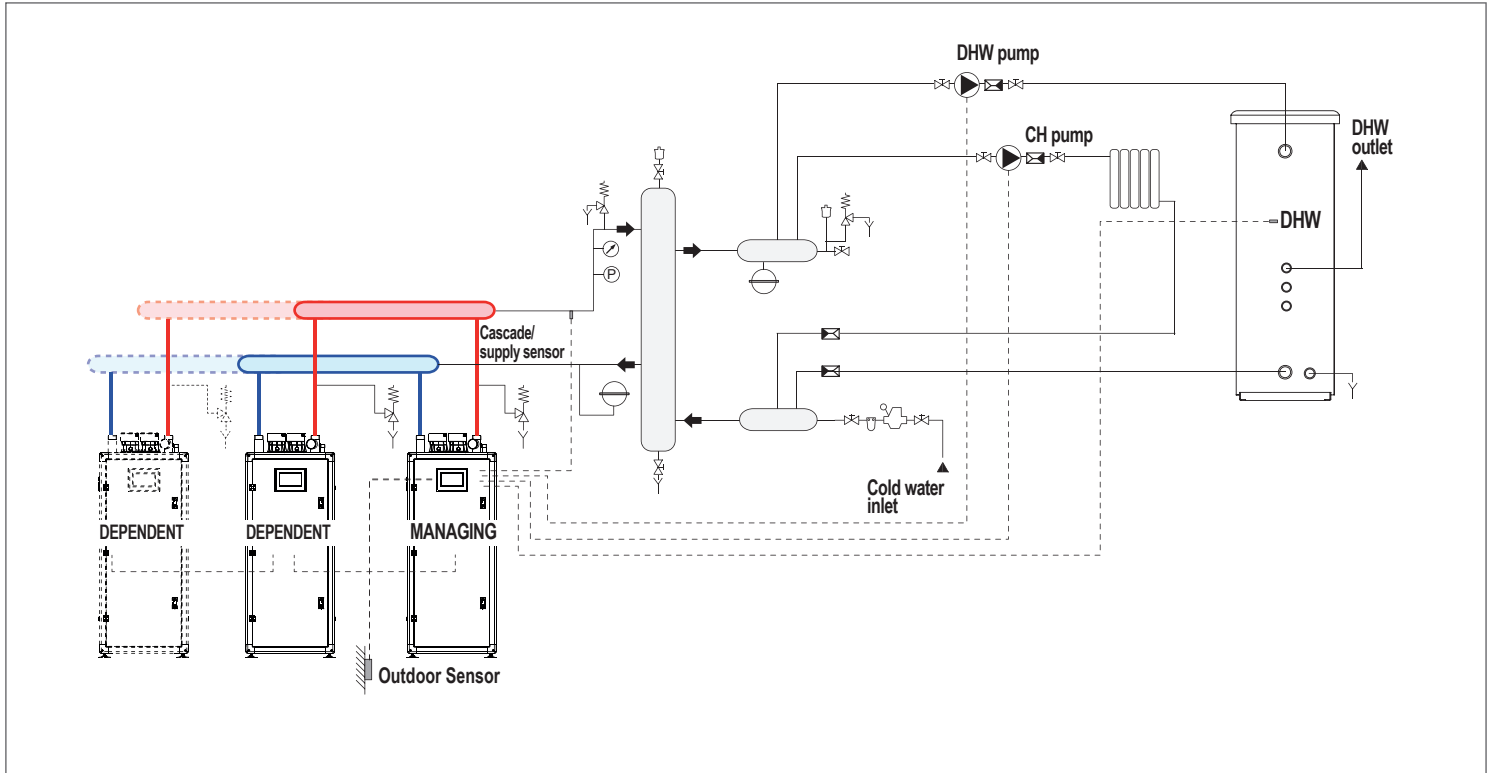 DHW pump
CH pump
DHW
outlet
DHW
P
Cascade/
supply sensor
Cold water
inlet
DEPENDENT
DEPENDENT
MANAGING
Outdoor Sensor